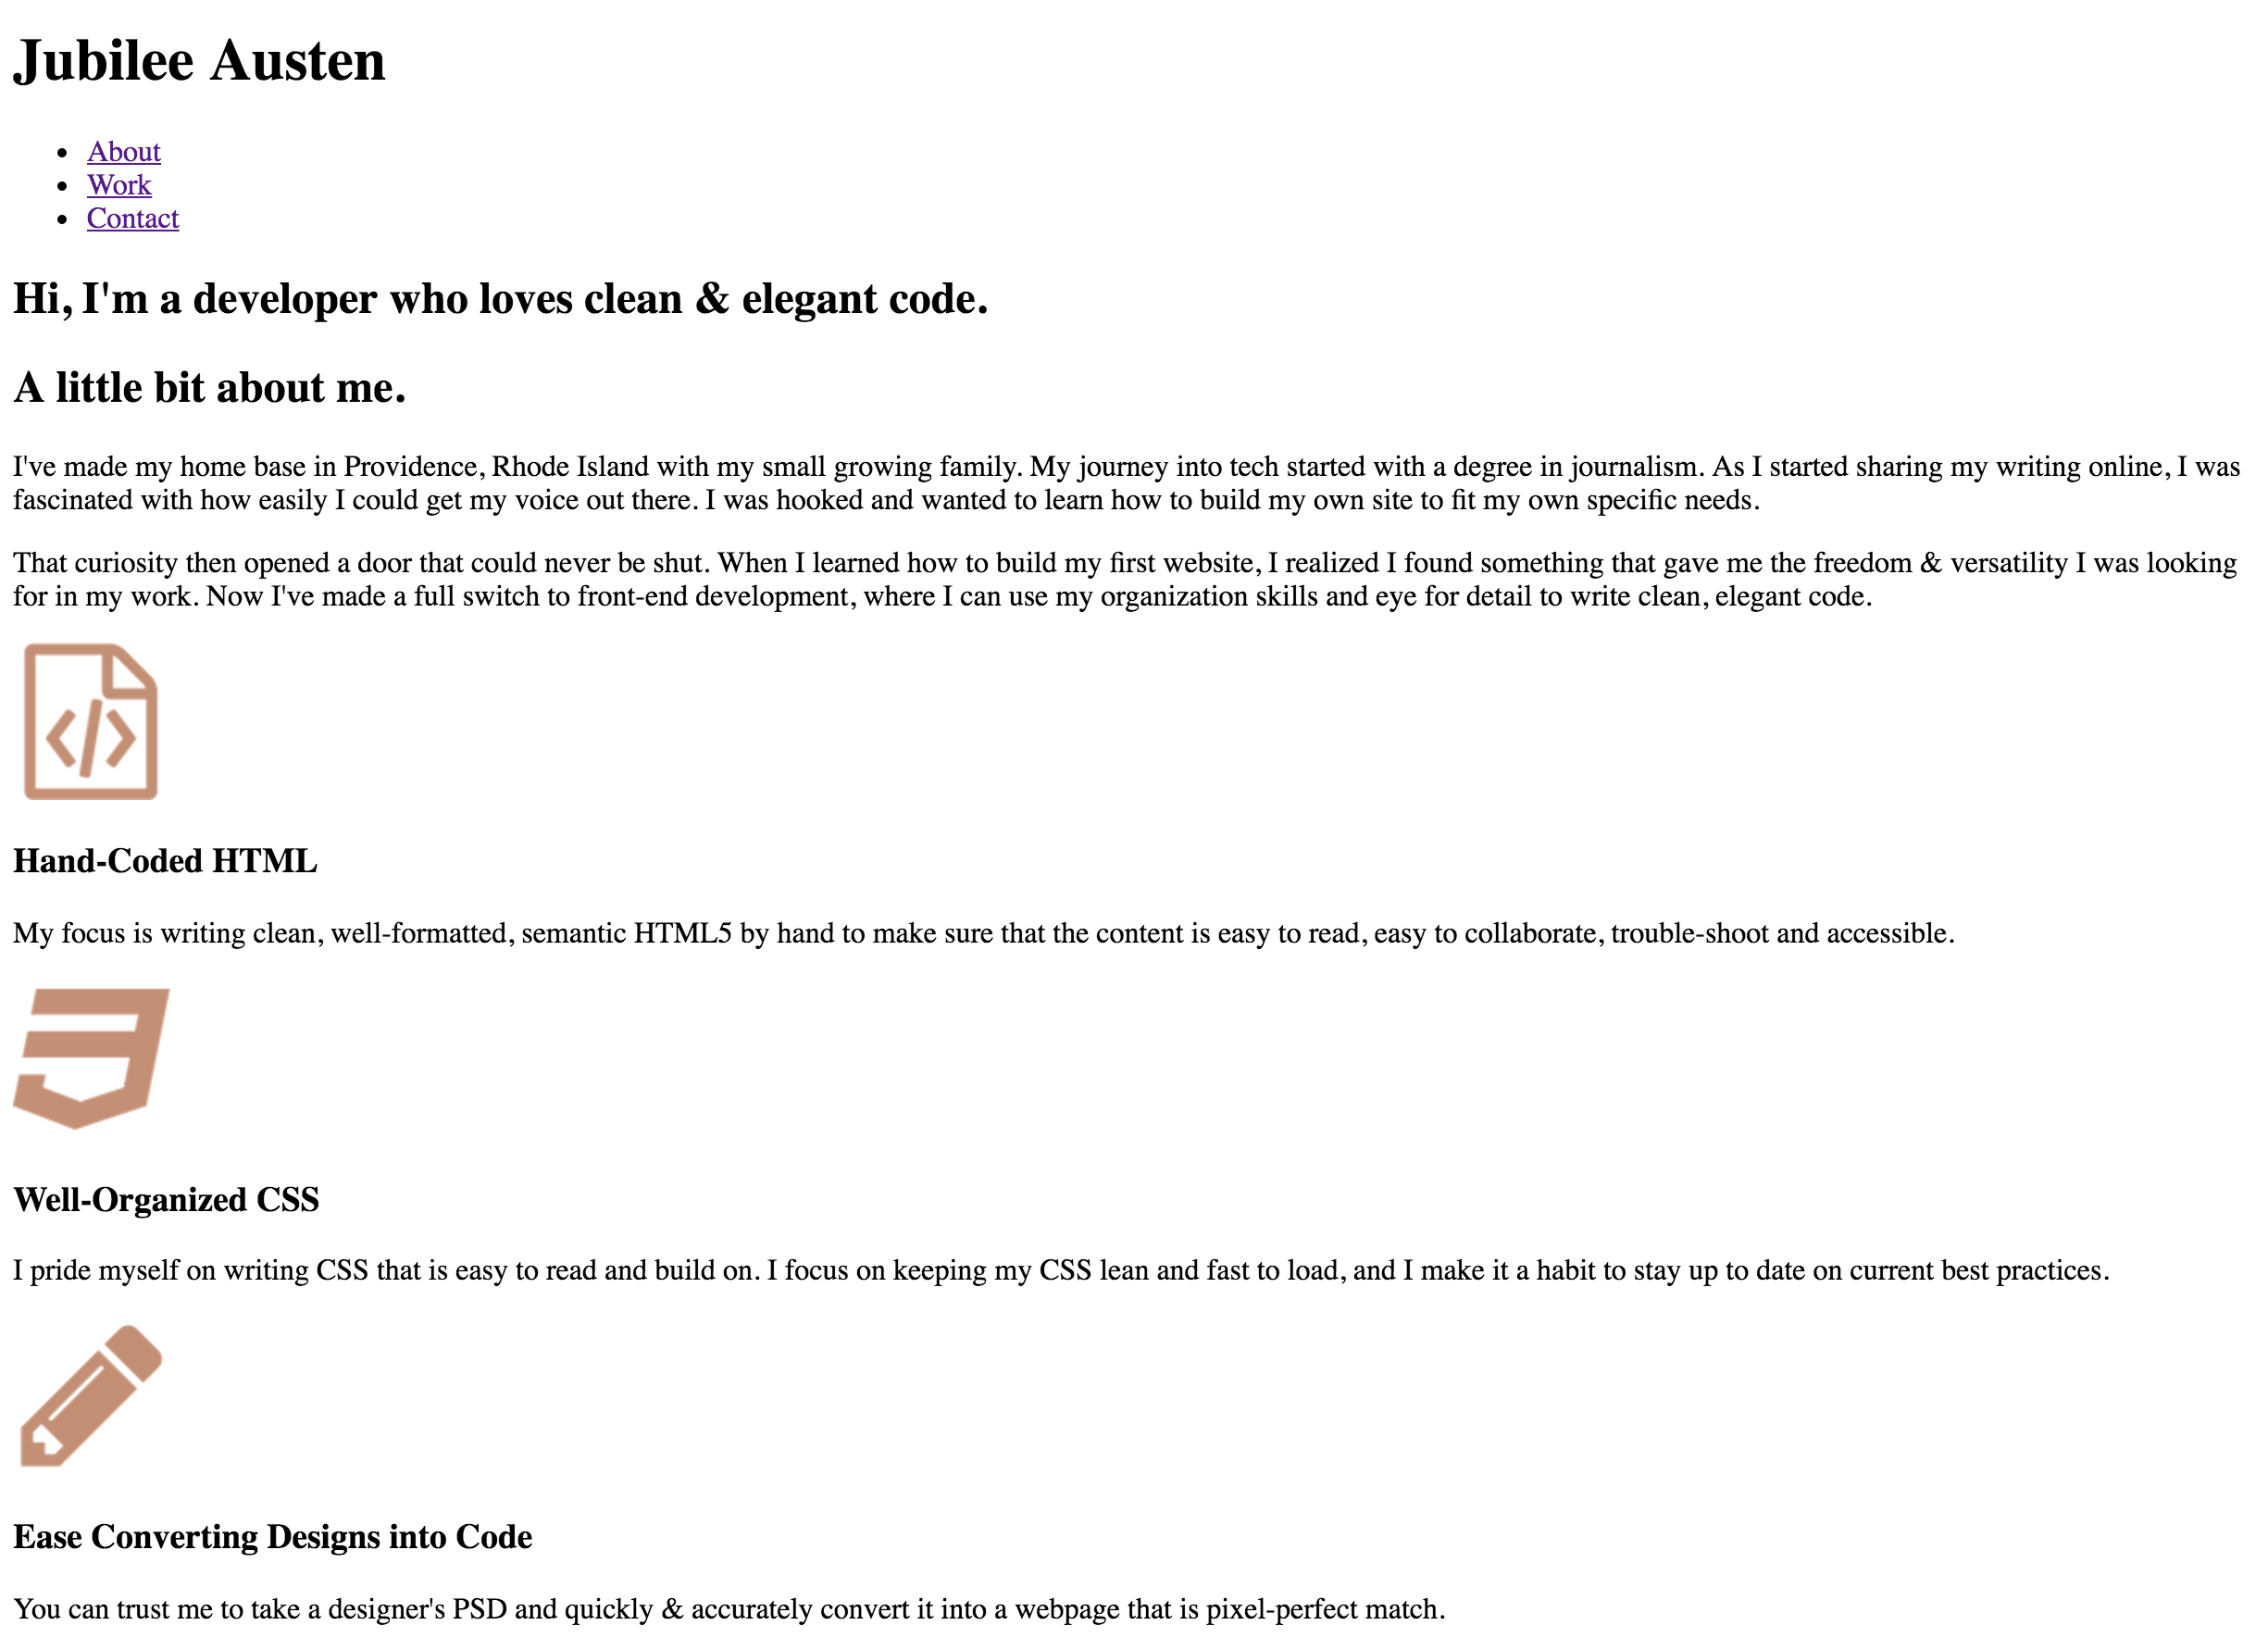 Jubilee Austen
• About
• Work
• Contact
Hi, I'm a developer who loves clean & elegant code.
A little bit about me.
I've made my home base in Providence, Rhode Island with my small growing family. My journey into tech started with a degree in journalism. As I started sharing my writing online, I was
fascinated with how easily I could get my voice out there. I was hooked and wanted to learn how to build my own site to fit my own specific needs.
That curiosity then opened a door that could never be shut. When I learned how to build my first website, I realized I found something that gave me the freedom & versatility I was looking
for in my work. Now I've made a full switch to front-end development, where I can use my organization skills and eye for detail to write clean, elegant code.
</>
Hand-Coded HTML
My focus is writing clean, well-formatted, semantic HTML5 by hand to make sure that the content is easy to read, easy to collaborate, trouble-shoot and accessible.
Well-Organized CSS
I pride myself on writing CSS that is easy to read and build on. I focus on keeping my CSS lean and fast to load, and I make it a habit to stay up to date on current best practices.
Ease Converting Designs into Code
You can trust me to take a designer's PSD and quickly & accurately convert it into a webpage that is pixel-perfect match.